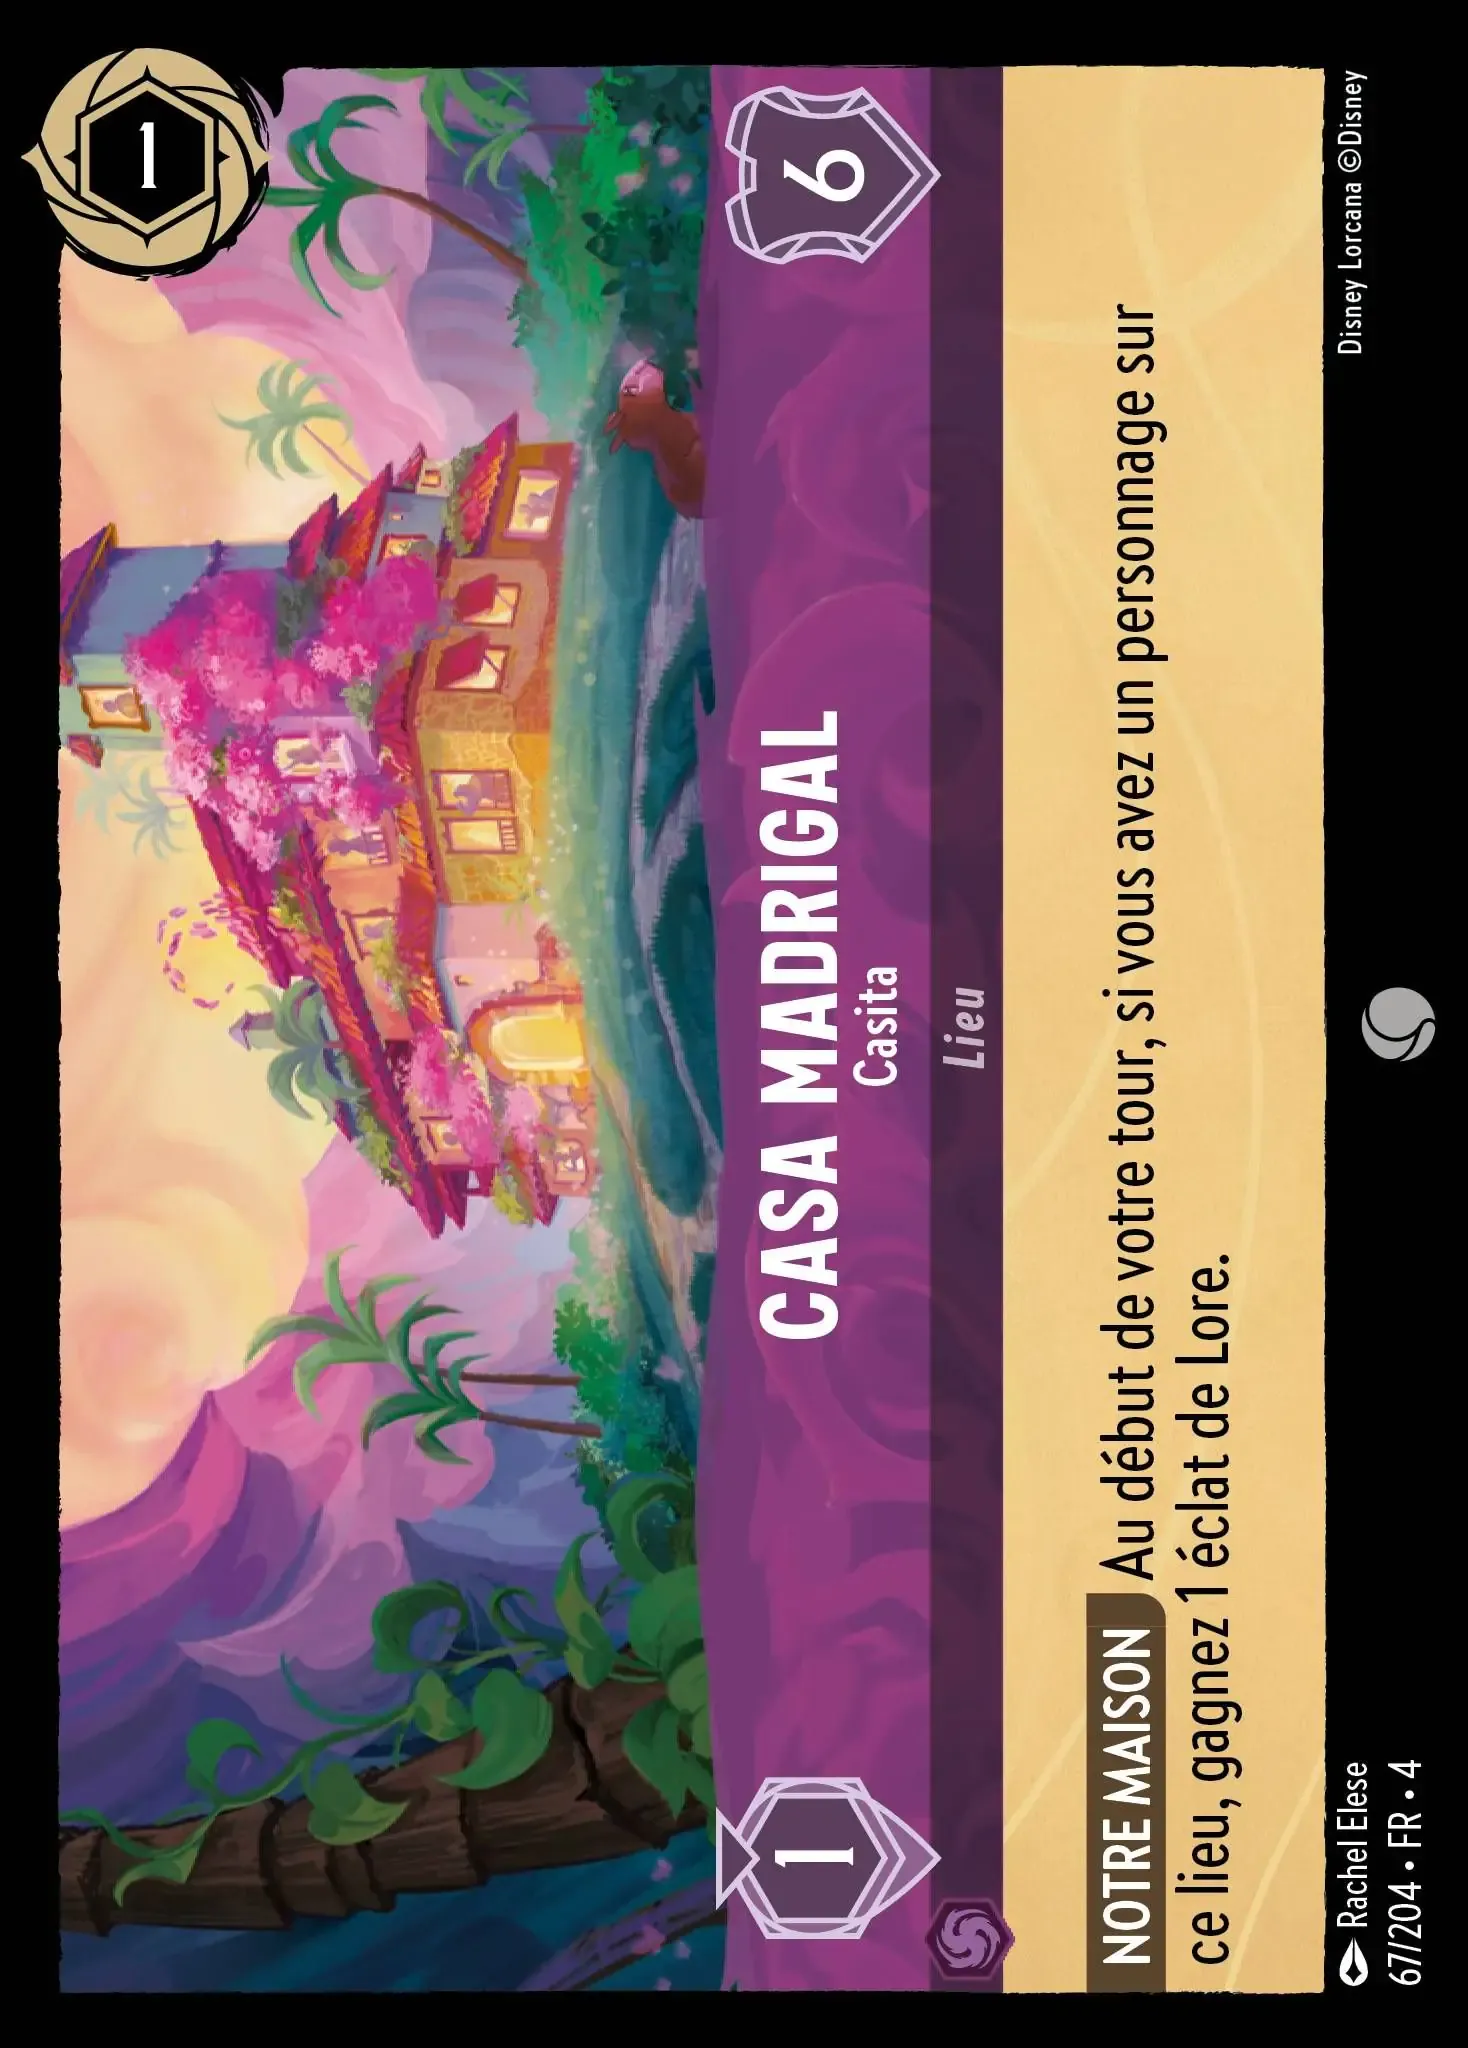 1
CASA MADRIGAL
Casita
1
6
Lieu
NOTRE MAISON Au début de votre tour, si vous avez un personnage sur
ce lieu, gagnez 1 éclat de Lore.
Rachel Elese
Disney Lorcana ©Disney
67/204 • FR • 4